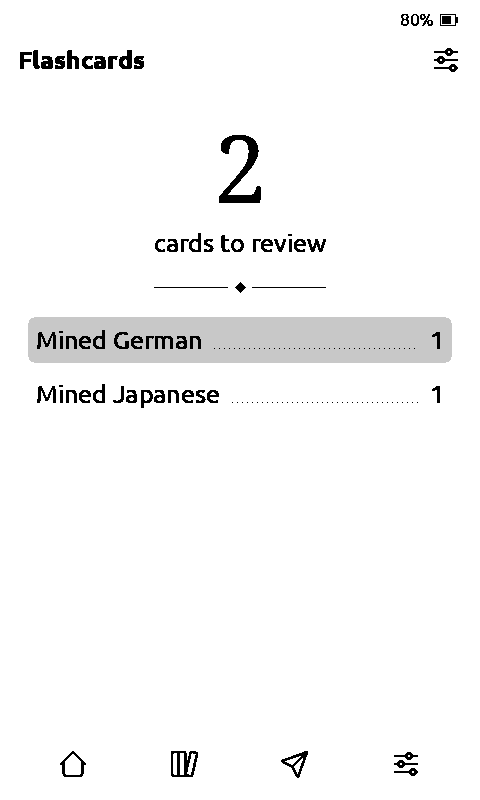 80%
Flashcards
2
cards to review
Mined German 1
Mined Japanese 1